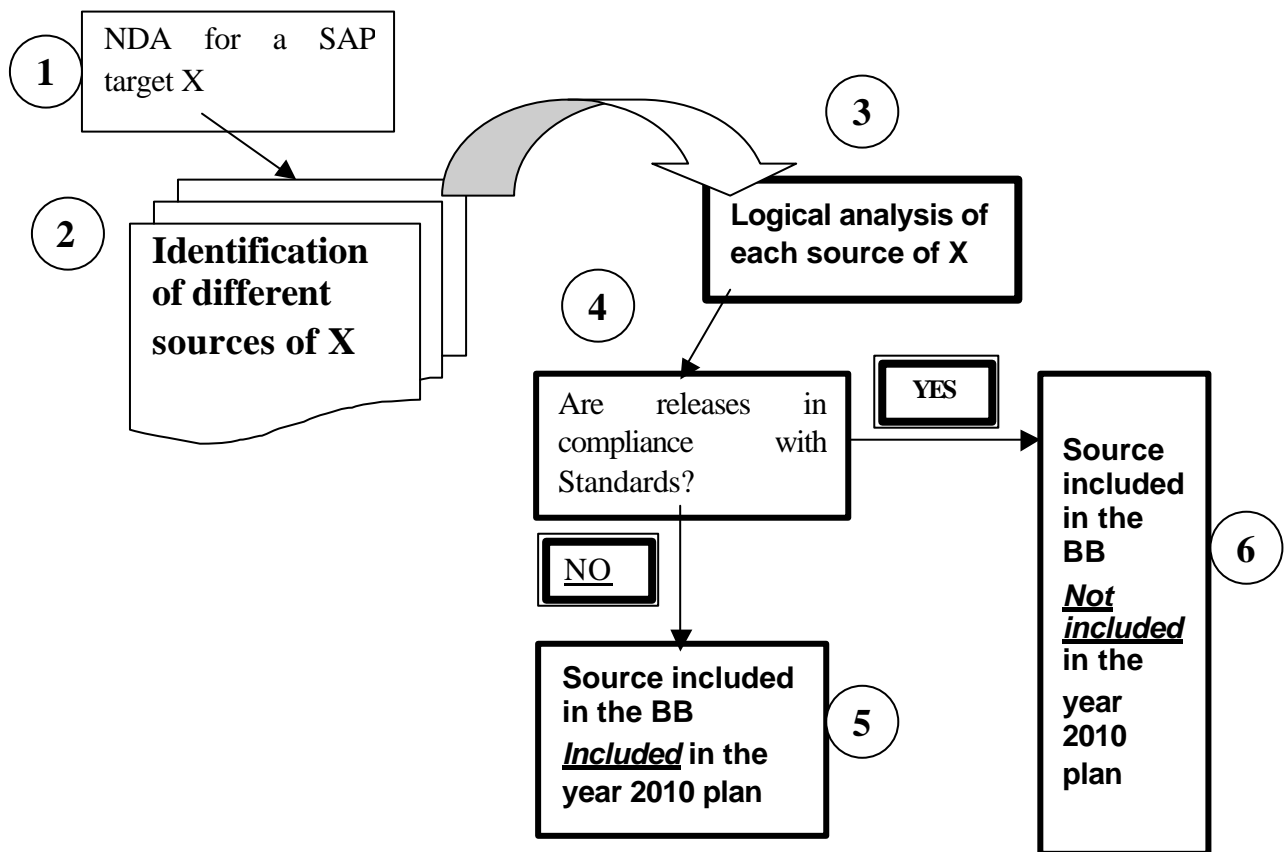 1
NDA for a SAP
target X
2
Identification
of different
sources of X
3
Logical analysis of
each source of X
4
Are releases in
compliance with
Standards?
YES
NO
Source included
in the BB
Included in the
year 2010 plan
5
Source
included
in the
BB
Not
included
in the
year
2010
plan
6